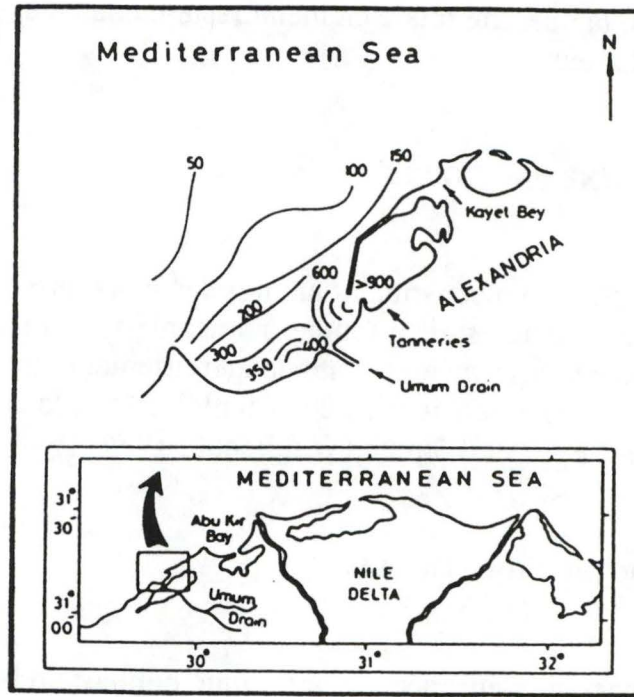 Mediterranean Sea
N
50
100
150
Kayet Bey
600
>900
ALEXANDRIA
200
Tanneries
300
400
350
Umum Drain
MEDITERRANEAN SEA
31°
30'
Abu Kir
Bay
NILE
DELTA
Umum
Drain
31°
00'
30°
31°
32°